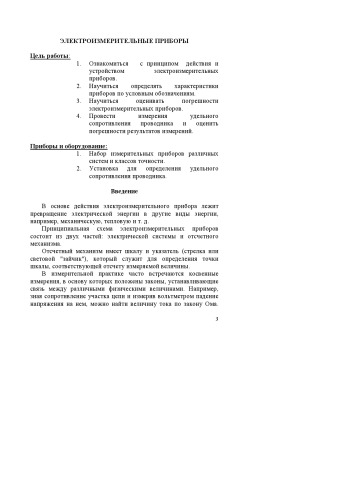 ЭЛЕКТРОИЗМЕРИТЕЛЬНЫЕ ПРИБОРЫ
Цель работы:
1. Ознакомиться с принципом действия и
устройством электроизмерительных
приборов.
2. Научиться определять характеристики
приборов по условным обозначениям.
3. Научиться оценивать погрешности
электроизмерительных приборов.
4. Провести измерения удельного
сопротивления проводника и оценить
погрешности результатов измерений.
Приборы и оборудование:
1. Набор измерительных приборов различных
систем и классов точности.
2. Установка для определения удельного
сопротивления проводника.
Введение
В основе действия электроизмерительного прибора лежит
превращение электрической энергии в другие виды энергии,
например, механическую, тепловую и т. д.
Принципиальная схема электроизмерительных приборов
состоит из двух частей: электрической системы и отсчетного
механизма.
Отсчетный механизм имеет шкалу и указатель (стрелка или
световой "зайчик"), который служит для определения точки
шкалы, соответствующей отсчету измеряемой величины.
В измерительной практике часто встречаются косвенные
измерения, в основу которых положены законы, устанавливающие
связь между различными физическими величинами. Например,
зная сопротивление участка цепи и измерив вольтметром падение
напряжения на нем, можно найти величину тока по закону Ома.
3